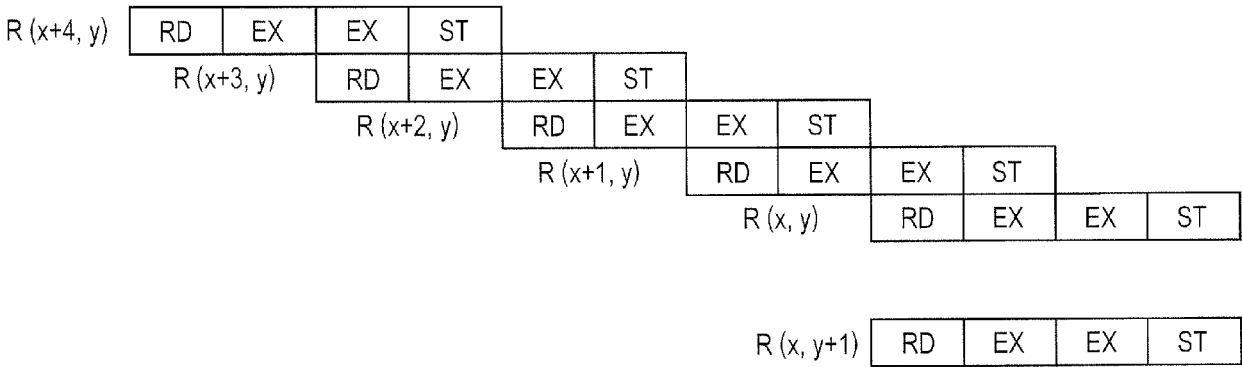 R (x+4, y) RD EX EX ST
R (x+3, y) RD EX EX ST
R (x+2, y) RD EX EX ST
R (x+1, y) RD EX EX ST
R (x, y) RD EX EX ST
R (x, y+1) RD EX EX ST